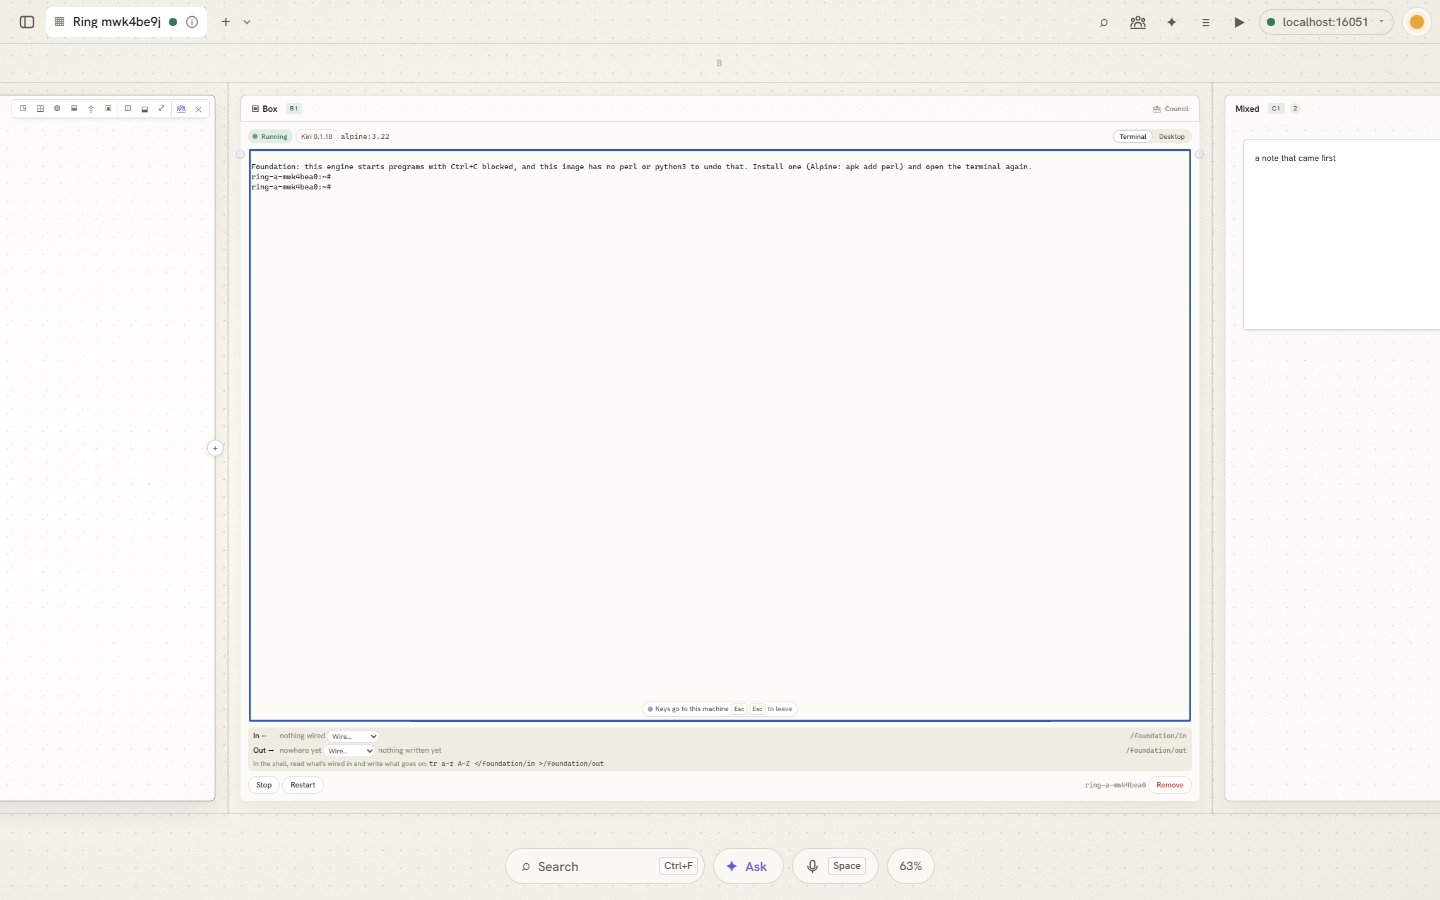 Ring mwk4be9j
localhost:16051
B
Box B1
Council
Mixed C1 2
Running Kiri 0.1.18 alpine:3.22
Terminal Desktop
a note that came first
Foundation: this engine starts programs with Ctrl+C blocked, and this image has no perl or python3 to undo that. Install one (Alpine: apk add perl) and open the terminal again.
ring-a-mwk4bea0:~#
ring-a-mwk4bea0:~#
Keys go to this machine Esc Esc to leave
In ← nothing wired Wire... /foundation/in
Out → nowhere yet Wire... nothing written yet /foundation/out
In the shell, read what's wired in and write what goes on: tr a-z A-Z </foundation/in >/foundation/out
Stop Restart ring-a-mwk4bea0 Remove
Search Ctrl+F Ask Space 63%